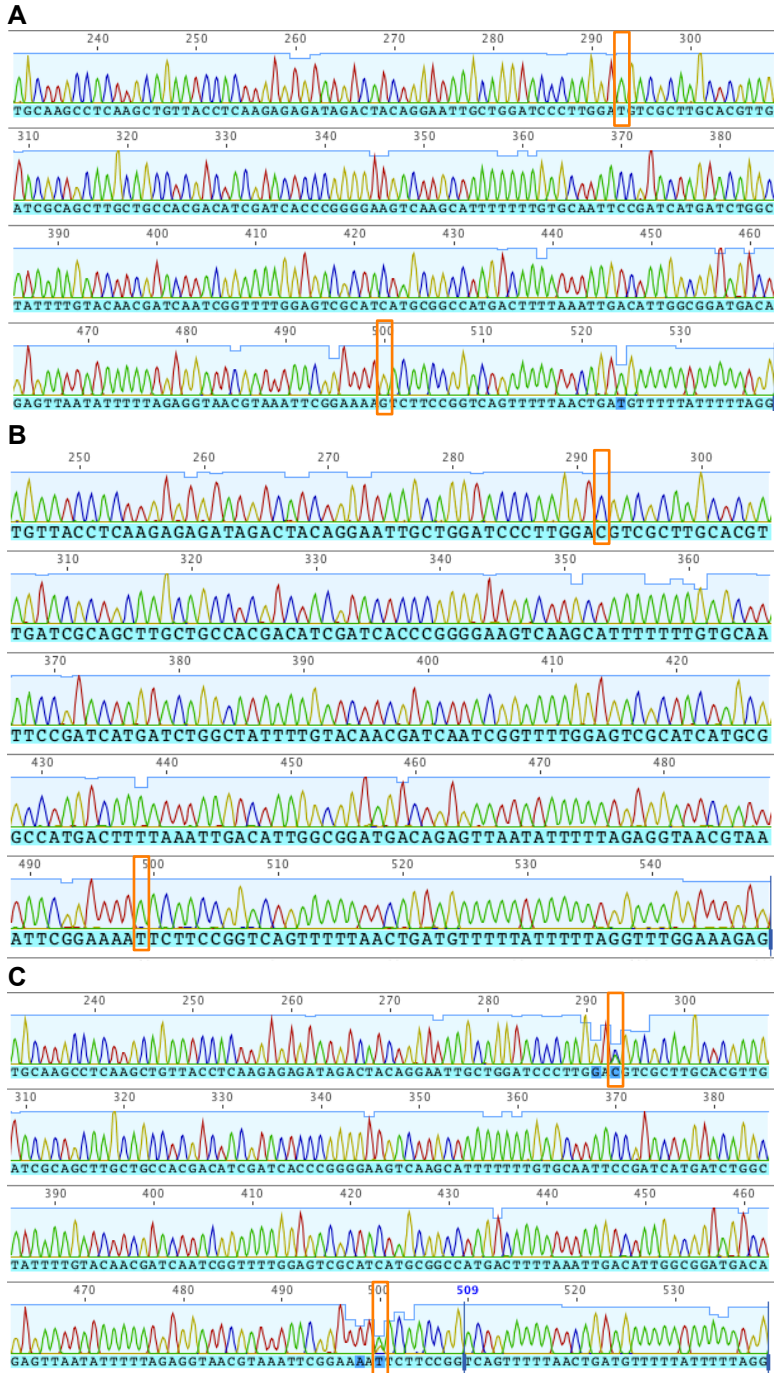 A
240 250 260 270 280 290 300
TGCAAGCCTCAAGCTGTTACCTCAAGAGAGATAGACTACAGGAATTGCTGGATCCCTTGGATGTCGCTTGCACGTTG
310 320 330 340 350 360 370 380
ATCGCAGCTTGCTGCCACGACATCGATCACCCGGGGAAGTCAAGCATTTTTTTGTGCAATTCCGATCATGATCTGGC
390 400 410 420 430 440 450 460
TATTTTGTACAACGATCAATCGGTTTTGGAGTCGCATCATGCGGCCATGACTTTTAAATTGACATTGGCGGATGACA
470 480 490 500 510 520 530
GAGTTAATATTTTTAGAGGTAACGTAAATTCGGAAAAGTCTTCCGGTCAGTTTTTAACTGATGTTTTTATTTTTAGG
B
250 260 270 280 290 300
TGTTACCTCAAGAGAGATAGACTACAGGAATTGCTGGATCCCTTGGACGTCGCTTGCACGT
310 320 330 340 350 360
TGATCGCAGCTTGCTGCCACGACATCGATCACCCGGGGAAGTCAAGCATTTTTTTGTGCAA
370 380 390 400 410 420
TTCCGATCATGATCTGGCTATTTTGTACAACGATCAATCGGTTTTGGAGTCGCATCATGCG
430 440 450 460 470 480
GCCATGACTTTTAAATTGACATTGGCGGATGACAGAGTTAATATTTTTAGAGGTAACGTAA
490 500 510 520 530 540
ATTCGGAAAATTCTTCCGGTCAGTTTTTAACTGATGTTTTTATTTTTAGGTTTGGAAAGAG
C
240 250 260 270 280 290 300
TGCAAGCCTCAAGCTGTTACCTCAAGAGAGATAGACTACAGGAATTGCTGGATCCCTTGGACGTCGCTTGCACGTTG
310 320 330 340 350 360 370 380
ATCGCAGCTTGCTGCCACGACATCGATCACCCGGGGAAGTCAAGCATTTTTTTGTGCAATTCCGATCATGATCTGGC
390 400 410 420 430 440 450 460
TATTTTGTACAACGATCAATCGGTTTTGGAGTCGCATCATGCGGCCATGACTTTTAAATTGACATTGGCGGATGACA
470 480 490 500 509 520 530
GAGTTAATATTTTTAGAGGTAACGTAAATTCGGAAAATTCTTCCGGTCAGTTTTTAACTGATGTTTTTATTTTTAGG